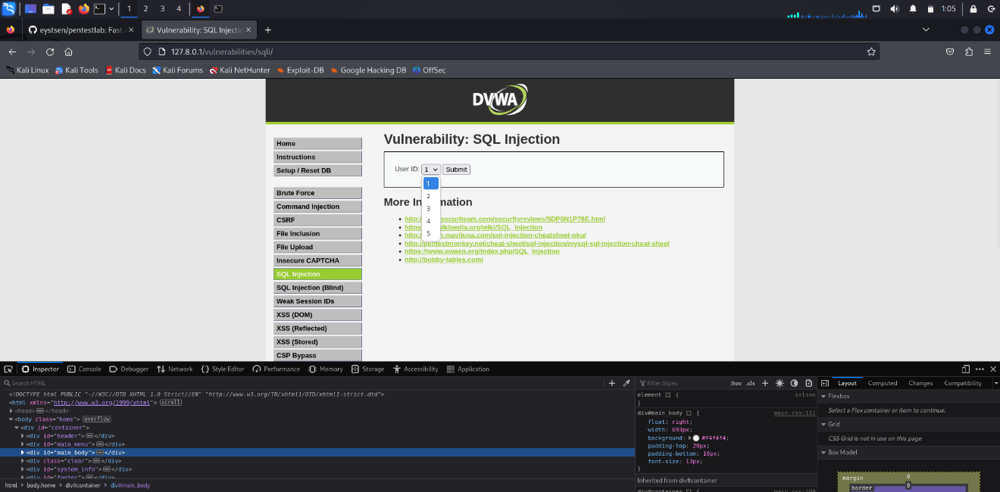 1 2 3 4 1:05
eystsen/pentestlab: Fast Vulnerability: SQL Injectio
127.8.0.1/vulnerabilities/sqli/
Kali Linux Kali Tools Kali Docs Kali Forums Kali NetHunter Exploit-DB Google Hacking DB OffSec
DVWA
Home
Instructions
Setup / Reset DB
Brute Force
Command Injection
CSRF
File Inclusion
File Upload
Insecure CAPTCHA
SQL Injection
SQL Injection (Blind)
Weak Session IDs
XSS (DOM)
XSS (Reflected)
XSS (Stored)
CSP Bypass
Vulnerability: SQL Injection
User ID: 1 Submit
1
2
3
4
5
More In mation
http: securiteam.com/securityreviews/5DP0N1P76E.html
https: ikipedia.org/wiki/SQL_injection
http: .mavituna.com/sql-injection-cheatsheet-oku/
http://pentestmonkey.net/cheat-sheet/sql-injection/mysql-sql-injection-cheat-sheet
https://www.owasp.org/index.php/SQL_Injection
http://bobby-tables.com/
Inspector Console Debugger Network Style Editor Performance Memory Storage Accessibility Application
Search HTML
<!DOCTYPE html PUBLIC "-//W3C//DTD XHTML 1.0 Strict//EN" "http://www.w3.org/TR/xhtml1/DTD/xhtml1-strict.dtd">
<html xmlns="http://www.w3.org/1999/xhtml"> scroll
<head></head>
<body class="home"> overflow
<div id="container">
<div id="header"></div>
<div id="main_menu"></div>
<div id="main_body"></div>
<div class="clear"></div>
<div id="system_info"></div>
<div id="footer"></div>
html > body.home > div#container > div#main_body
Filter Styles :hov .cls
element { inline
}
div#main_body { main.css:131
float: right;
width: 693px;
background: #f4f4f4;
padding-top: 20px;
padding-bottom: 10px;
font-size: 13px;
}
Inherited from div#container
div#container { main.css:109
Layout Computed Changes Compatibility
Flexbox
Select a Flex container or item to continue.
Grid
CSS Grid is not in use on this page
Box Model
margin 0
border 0